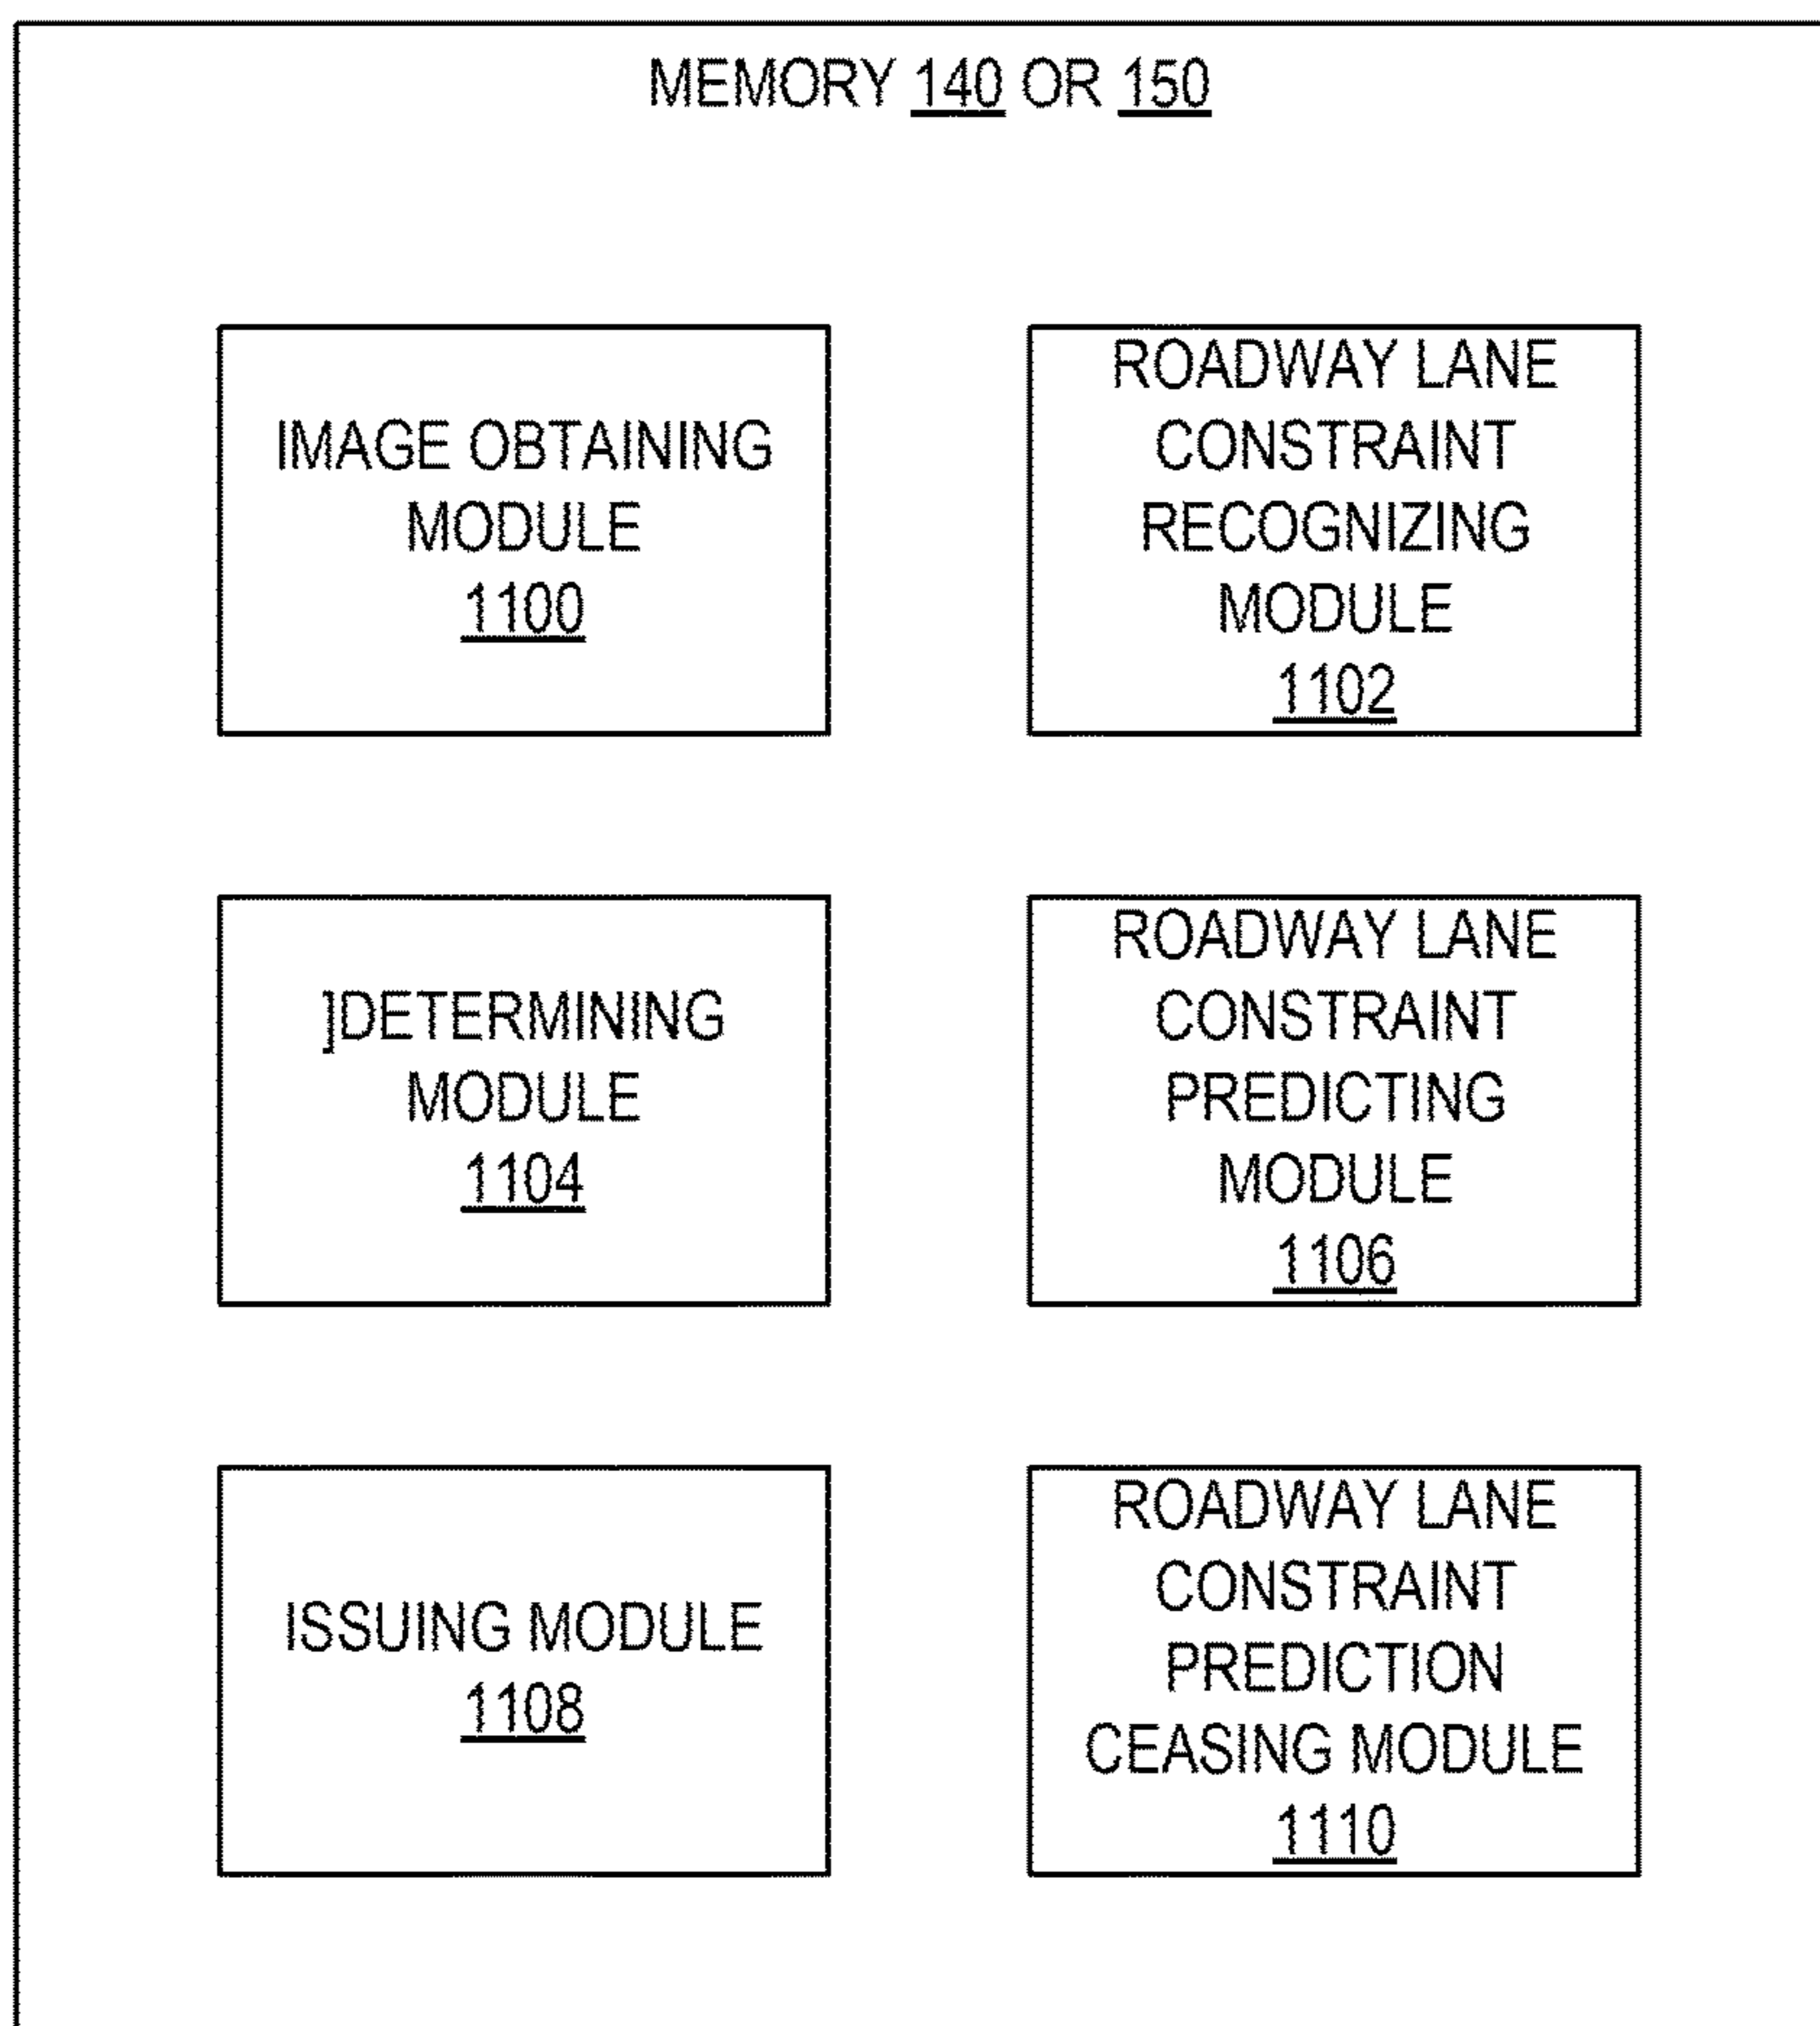 MEMORY 140 OR 150
IMAGE OBTAINING
MODULE
1100
ROADWAY LANE
CONSTRAINT
RECOGNIZING
MODULE
1102
]DETERMINING
MODULE
1104
ROADWAY LANE
CONSTRAINT
PREDICTING
MODULE
1106
ISSUING MODULE
1108
ROADWAY LANE
CONSTRAINT
PREDICTION
CEASING MODULE
1110